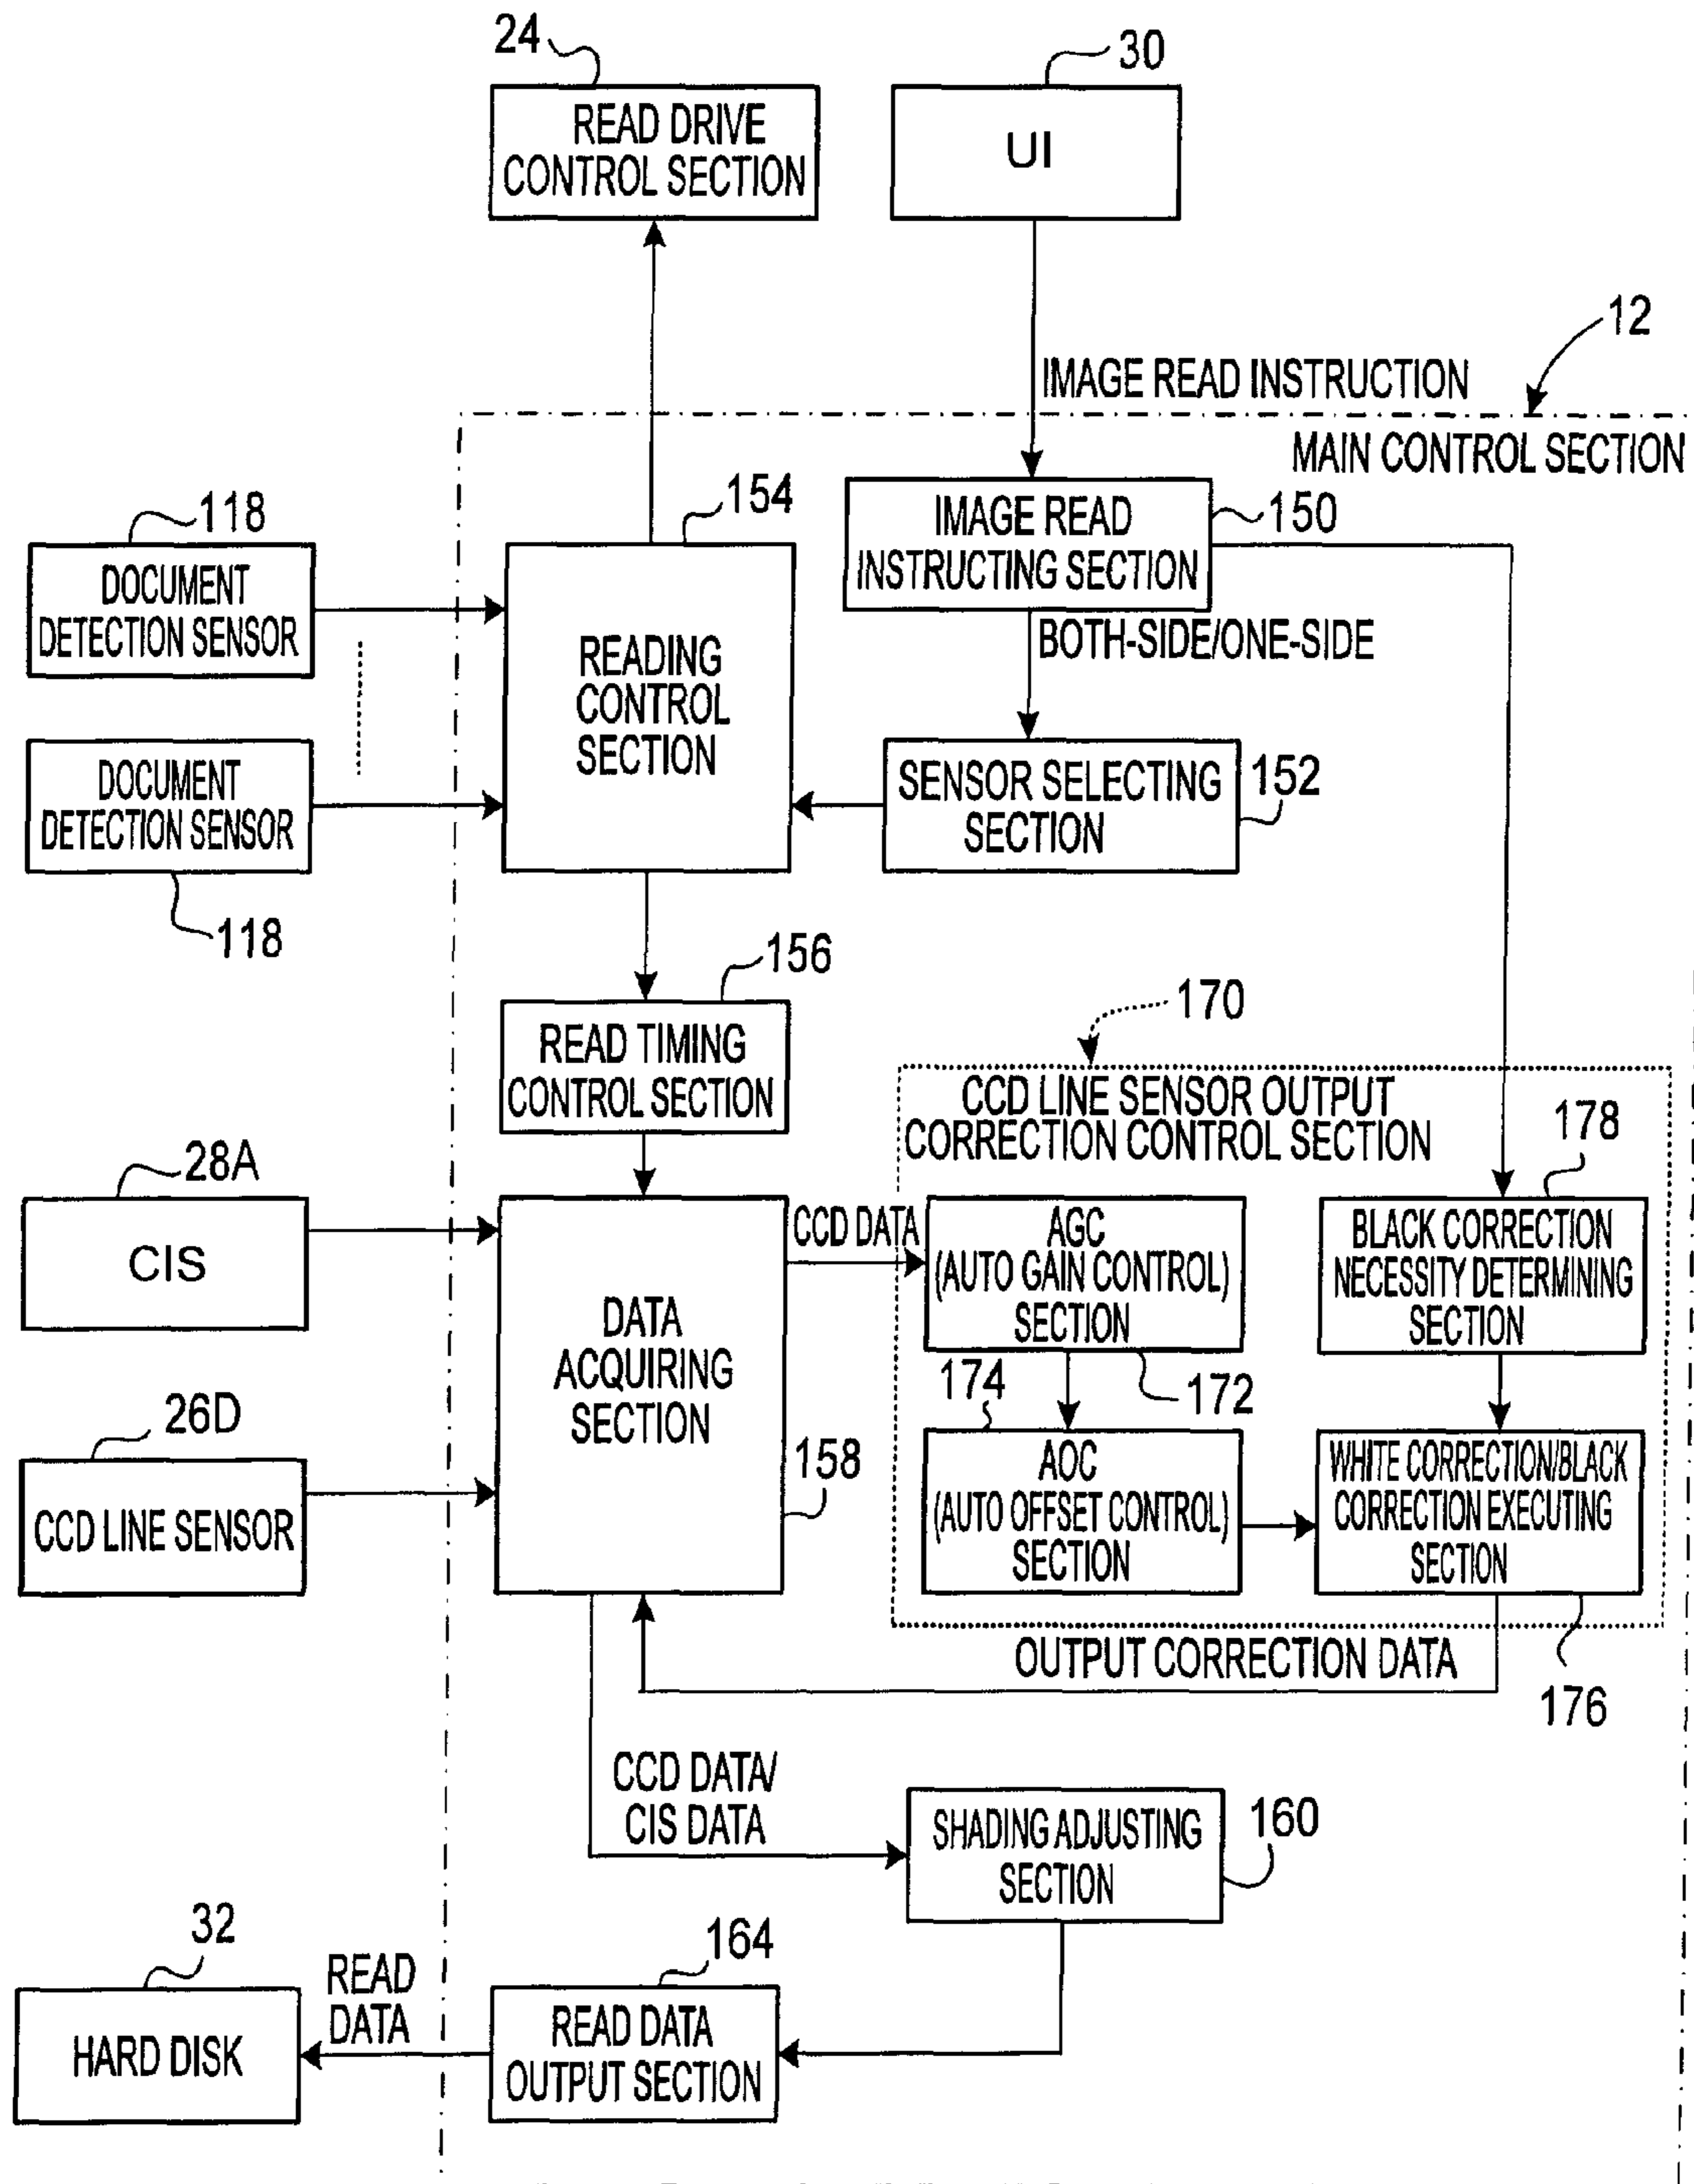 24
READ DRIVE
CONTROL SECTION
30
UI
12
IMAGE READ INSTRUCTION
MAIN CONTROL SECTION
118
DOCUMENT
DETECTION SENSOR
154
READING
CONTROL
SECTION
IMAGE READ
INSTRUCTING SECTION
150
BOTH-SIDE/ONE-SIDE
DOCUMENT
DETECTION SENSOR
118
SENSOR SELECTING
SECTION
152
156
READ TIMING
CONTROL SECTION
170
CCD LINE SENSOR OUTPUT
CORRECTION CONTROL SECTION
178
28A
CIS
CCD DATA
AGC
(AUTO GAIN CONTROL)
SECTION
BLACK CORRECTION
NECESSITY DETERMINING
SECTION
DATA
ACQUIRING
SECTION
158
174
172
26D
CCD LINE SENSOR
AOC
(AUTO OFFSET CONTROL)
SECTION
WHITE CORRECTION/BLACK
CORRECTION EXECUTING
SECTION
OUTPUT CORRECTION DATA
176
CCD DATA/
CIS DATA
SHADING ADJUSTING
SECTION
160
32
HARD DISK
READ
DATA
164
READ DATA
OUTPUT SECTION